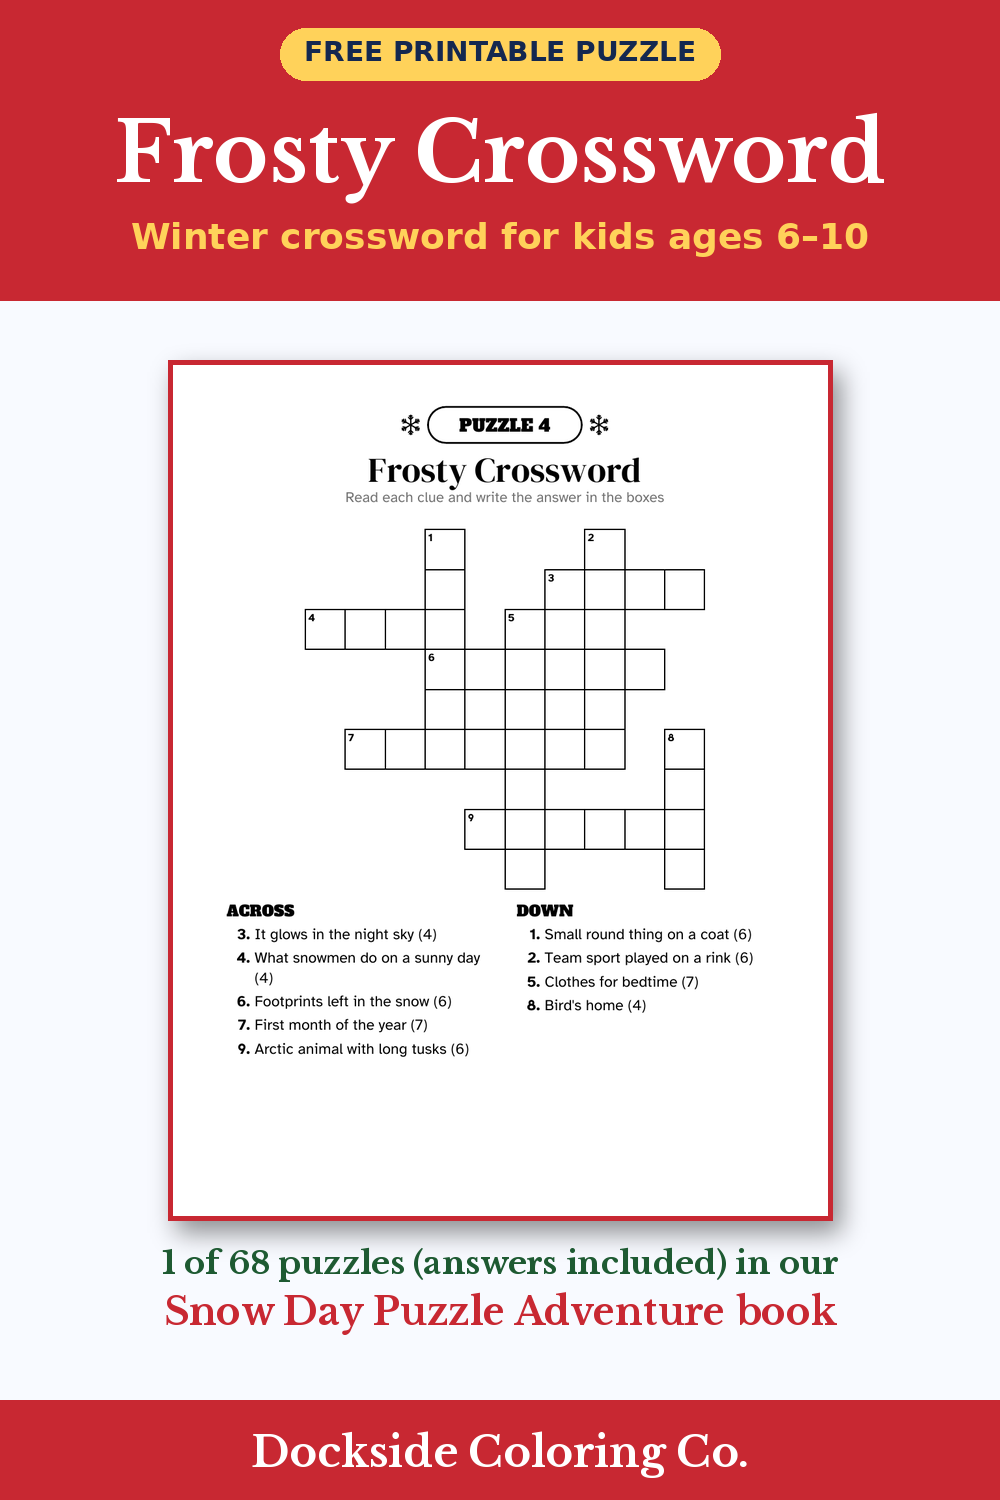 FREE PRINTABLE PUZZLE
Frosty Crossword
Winter crossword for kids ages 6–10
PUZZLE 4
Frosty Crossword
Read each clue and write the answer in the boxes
1
2
3
4
5
6
7
8
9
ACROSS
3. It glows in the night sky (4)
4. What snowmen do on a sunny day
(4)
6. Footprints left in the snow (6)
7. First month of the year (7)
9. Arctic animal with long tusks (6)
DOWN
1. Small round thing on a coat (6)
2. Team sport played on a rink (6)
5. Clothes for bedtime (7)
8. Bird's home (4)
1 of 68 puzzles (answers included) in our
Snow Day Puzzle Adventure book
Dockside Coloring Co.